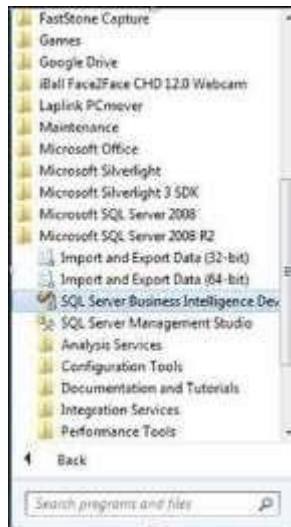 FastStone Capture
Games
Google Drive
iBall Face2Face CHD 12.0 Webcam
Laplink PCmover
Maintenance
Microsoft Office
Microsoft Silverlight
Microsoft Silverlight 3 SDK
Microsoft SQL Server 2008
Microsoft SQL Server 2008 R2
Import and Export Data (32-bit)
Import and Export Data (64-bit)
SQL Server Business Intelligence Dev
SQL Server Management Studio
Analysis Services
Configuration Tools
Documentation and Tutorials
Integration Services
Performance Tools
Back
Search programs and files